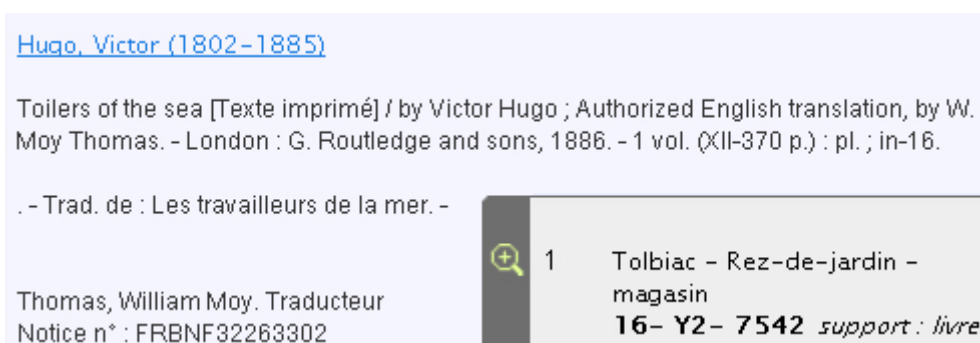 Hugo, Victor (1802-1885)
Toilers of the sea [Texte imprimé] / by Victor Hugo ; Authorized English translation, by W.
Moy Thomas. - London : G. Routledge and sons, 1886. - 1 vol. (XII-370 p.) : pl. ; in-16.
. - Trad. de : Les travailleurs de la mer. -
Thomas, William Moy. Traducteur
Notice n° : FRBNF32263302
1 Tolbiac - Rez-de-jardin -
magasin
16- Y2- 7542 support : livre